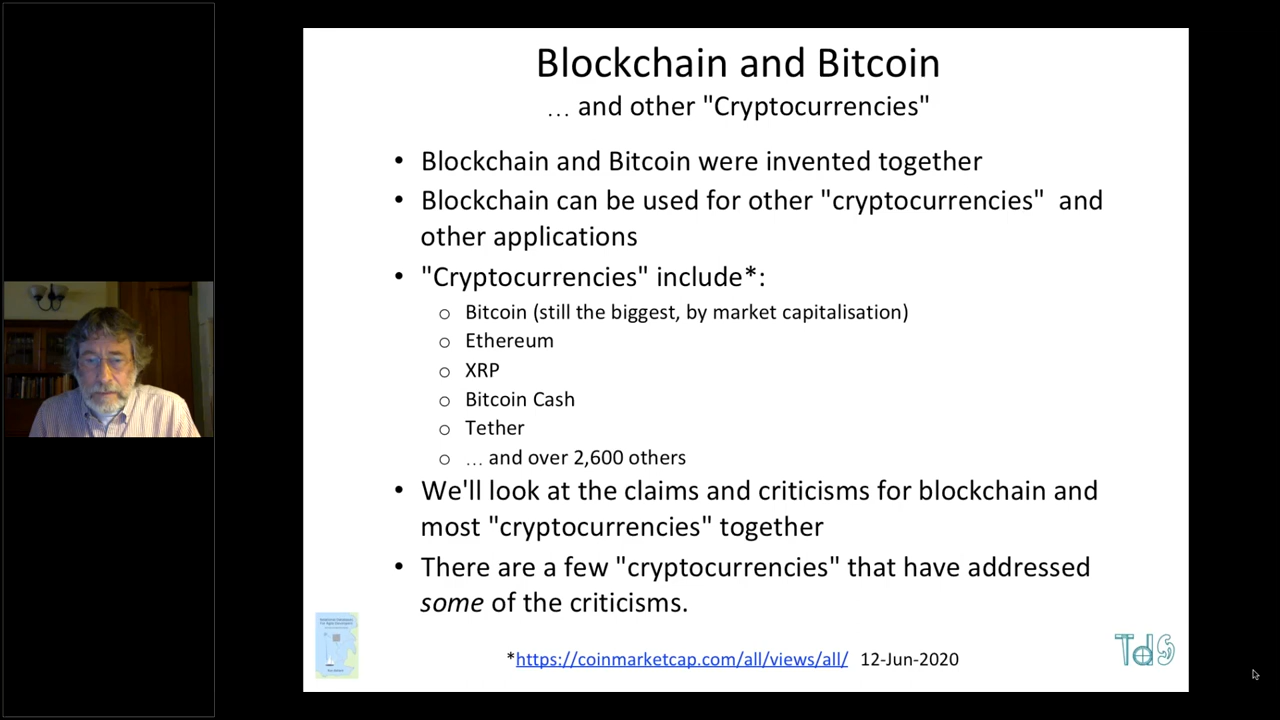 Blockchain and Bitcoin
… and other "Cryptocurrencies"
• Blockchain and Bitcoin were invented together
• Blockchain can be used for other "cryptocurrencies" and
other applications
• "Cryptocurrencies" include*:
o Bitcoin (still the biggest, by market capitalisation)
o Ethereum
o XRP
o Bitcoin Cash
o Tether
o … and over 2,600 others
• We'll look at the claims and criticisms for blockchain and
most "cryptocurrencies" together
• There are a few "cryptocurrencies" that have addressed
some of the criticisms.
*https://coinmarketcap.com/all/views/all/ 12-Jun-2020
TdS